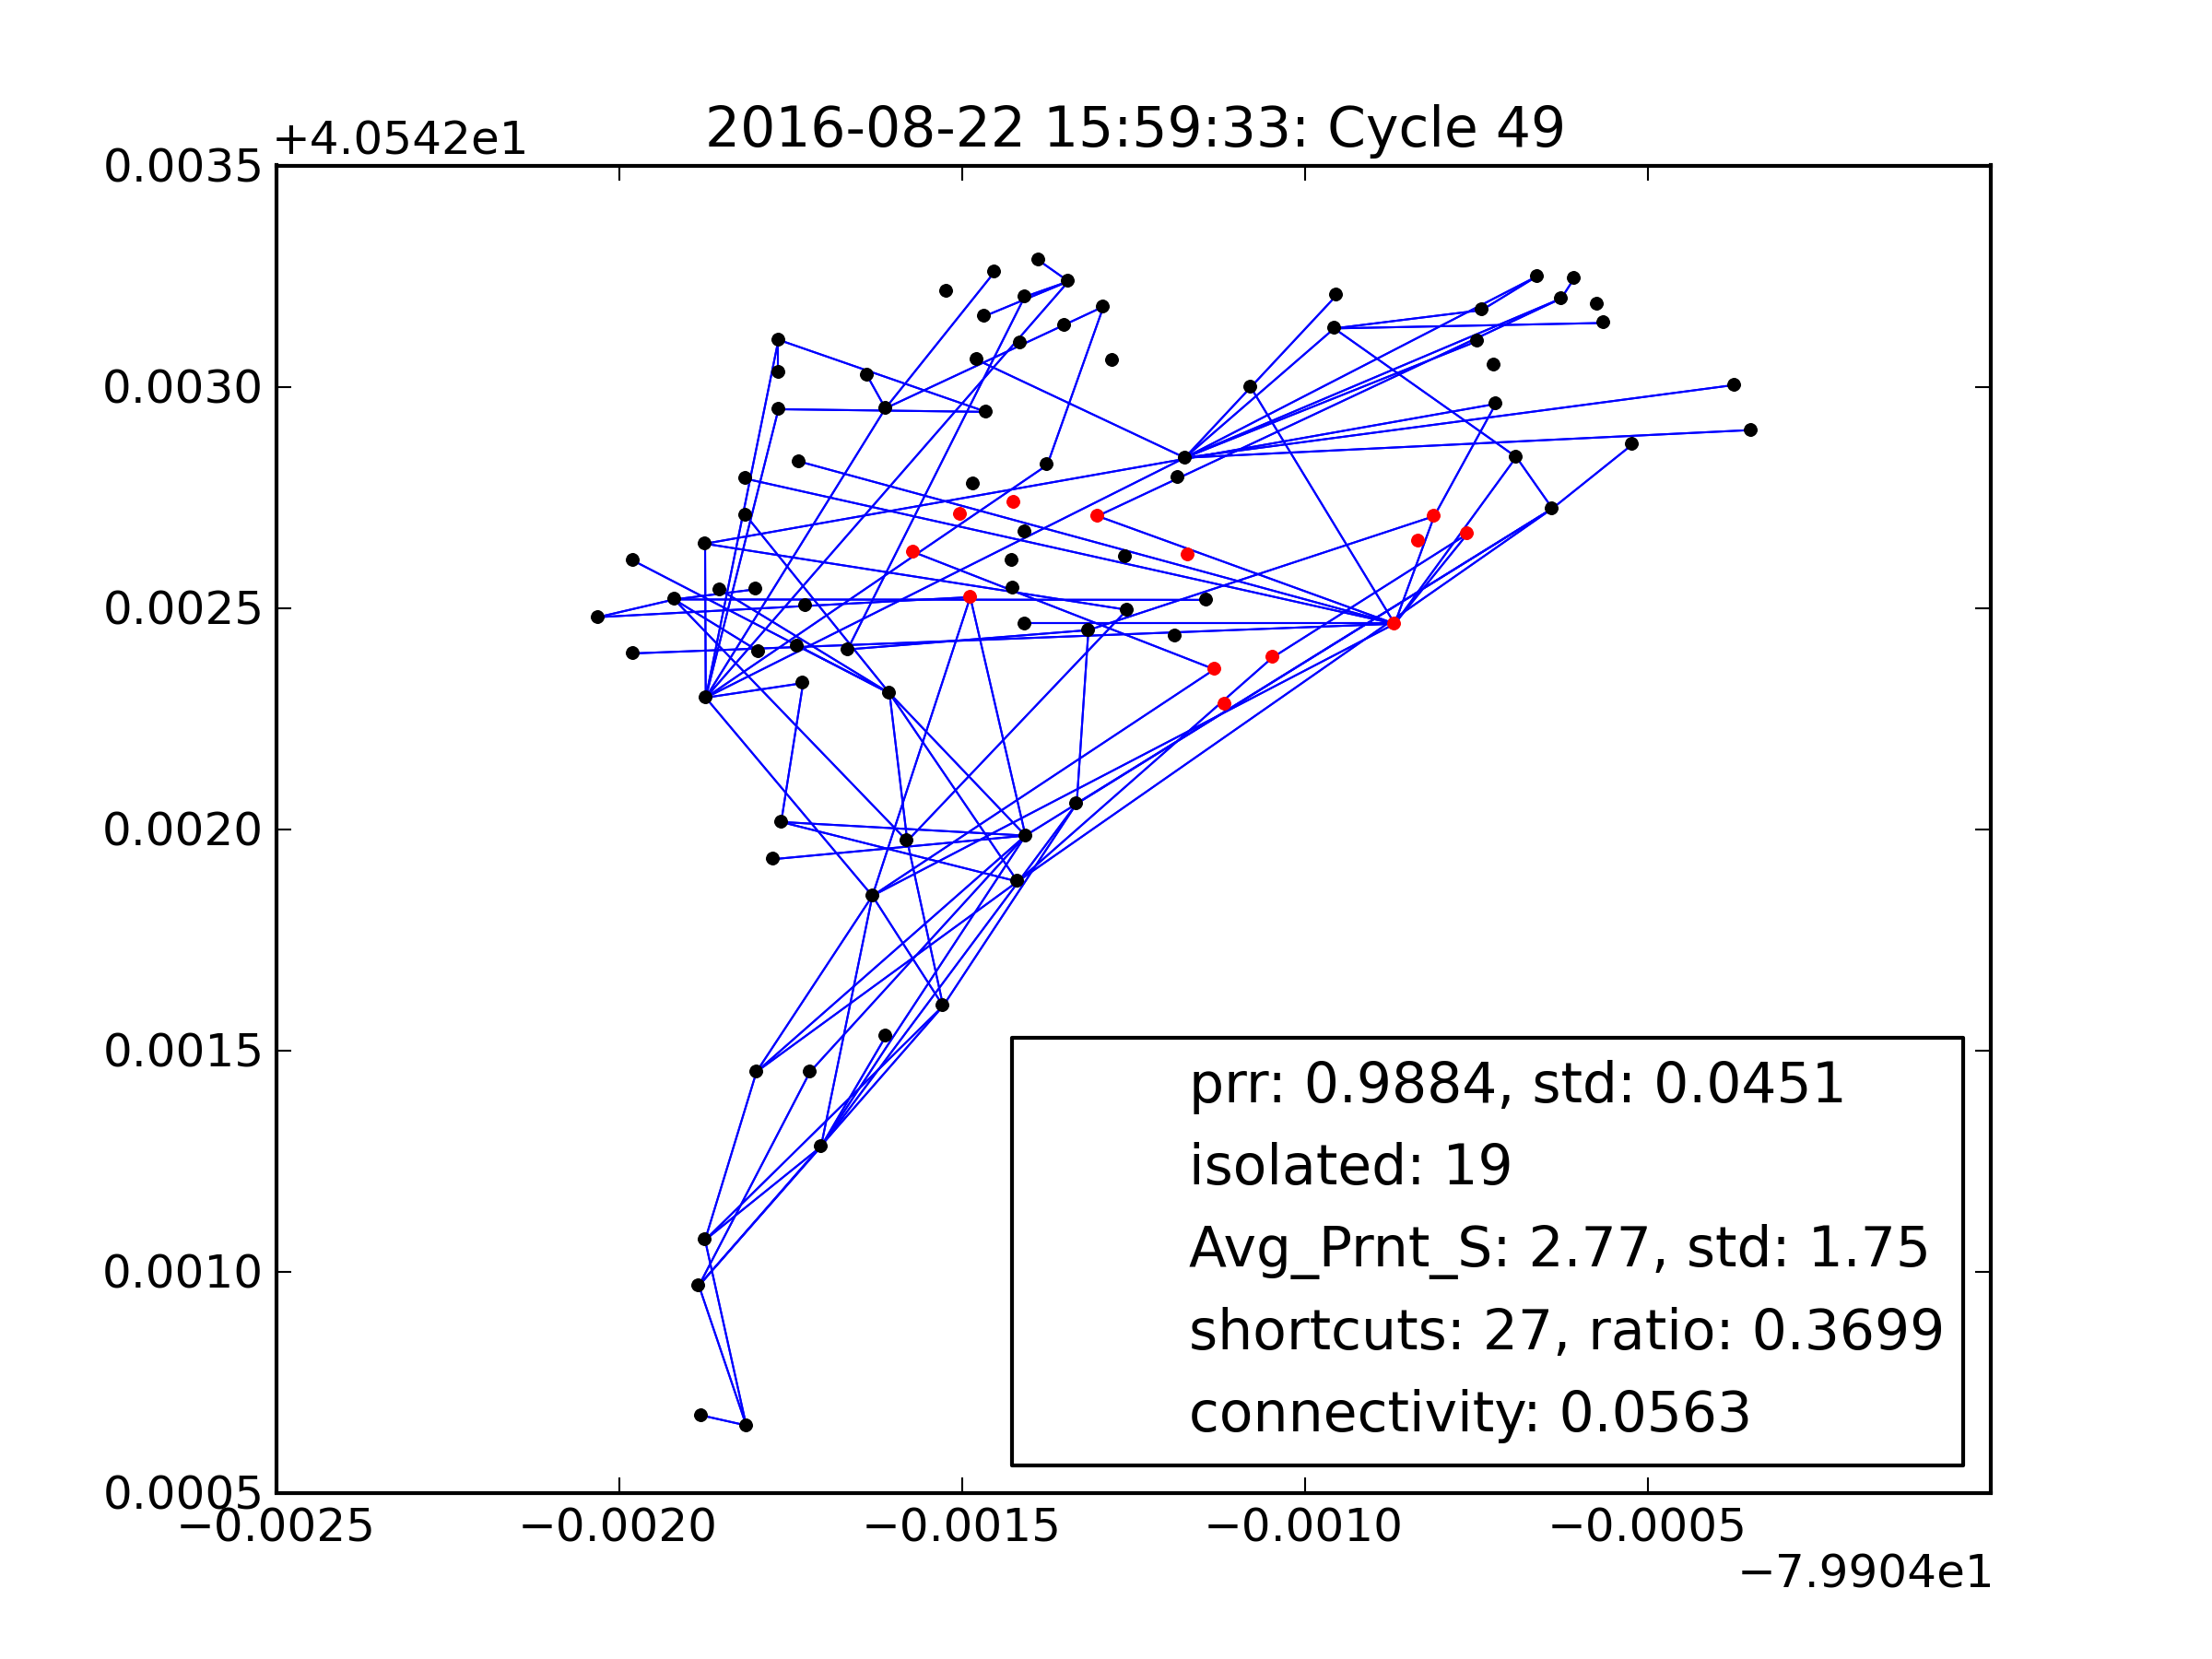 2016-08-22 15:59:33: Cycle 49
+4.0542e1
0.0035
0.0030
0.0025
0.0020
0.0015
0.0010
0.0005
prr: 0.9884, std: 0.0451
isolated: 19
Avg_Prnt_S: 2.77, std: 1.75
shortcuts: 27, ratio: 0.3699
connectivity: 0.0563
−0.0025 −0.0020 −0.0015 −0.0010 −0.0005
−7.9904e1